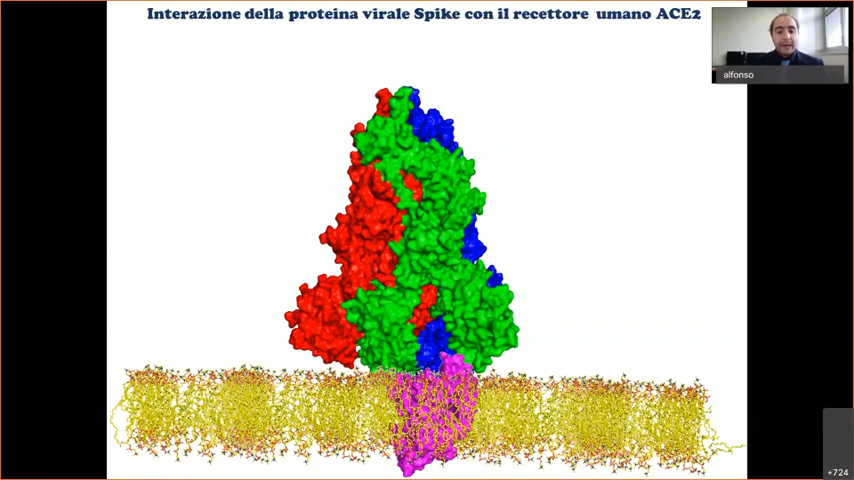 Interazione della proteina virale Spike con il recettore umano ACE2
alfonso
+724